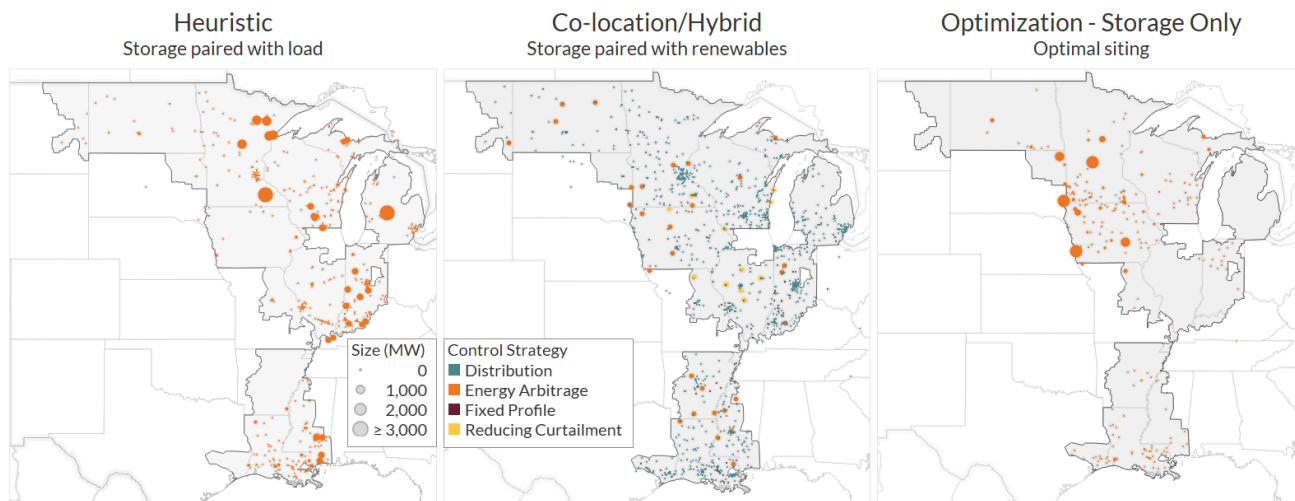 Heuristic
Storage paired with load
Co-location/Hybrid
Storage paired with renewables
Optimization - Storage Only
Optimal siting
Size (MW)
0
1,000
2,000
≥ 3,000
Control Strategy
Distribution
Energy Arbitrage
Fixed Profile
Reducing Curtailment